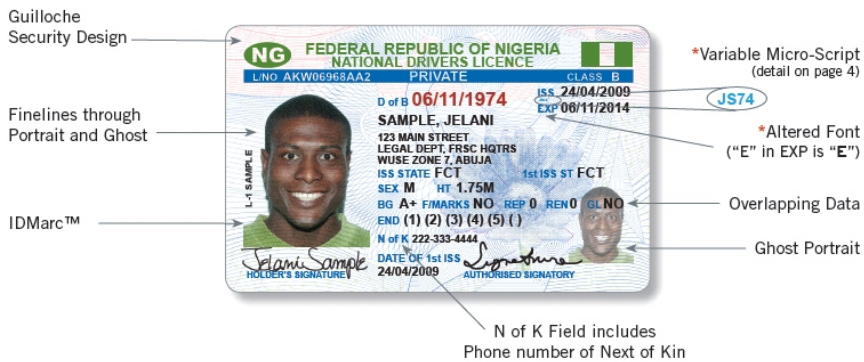 Guilloche
Security Design
Finelines through
Portrait and Ghost
IDMarc™
NG
FEDERAL REPUBLIC OF NIGERIA
NATIONAL DRIVERS LICENCE
L/NO AKW06968AA2 PRIVATE CLASS B
D of B 06/11/1974
ISS 24/04/2009
EXP 06/11/2014
SAMPLE, JELANI
123 MAIN STREET
LEGAL DEPT, FRSC HQTRS
WUSE ZONE 7, ABUJA
ISS STATE FCT 1st ISS ST FCT
SEX M HT 1.75M
BG A+ F/MARKS NO REP 0 REN 0 GL NO
END (1) (2) (3) (4) (5) ( )
N of K 222-333-4444
DATE OF 1st ISS
24/04/2009
L-1 SAMPLE
Jelani Sample
HOLDER'S SIGNATURE
Signature
AUTHORISED SIGNATORY
*Variable Micro-Script
(detail on page 4)
JS74
*Altered Font
("E" in EXP is "E")
Overlapping Data
Ghost Portrait
N of K Field includes
Phone number of Next of Kin